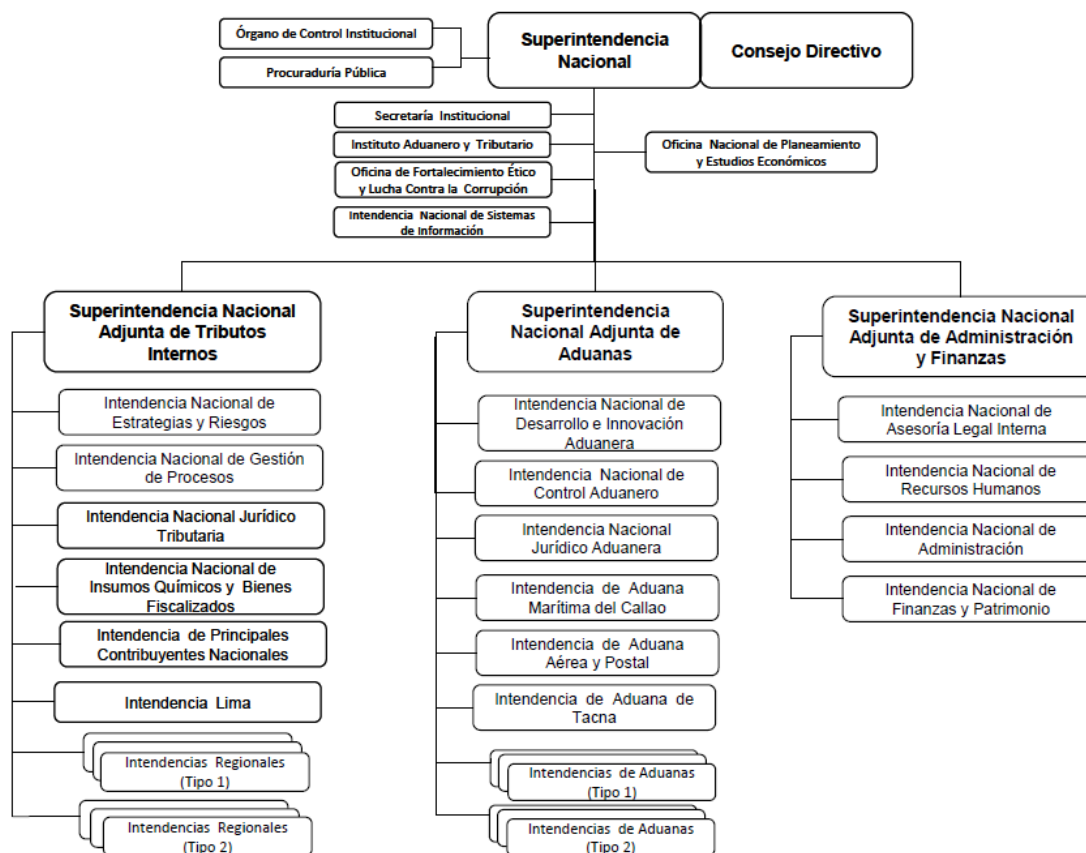 Órgano de Control Institucional
Procuraduría Pública
Superintendencia
Nacional
Consejo Directivo
Secretaría Institucional
Instituto Aduanero y Tributario
Oficina de Fortalecimiento Ético
y Lucha Contra la Corrupción
Intendencia Nacional de Sistemas
de Información
Oficina Nacional de Planeamiento
y Estudios Económicos
Superintendencia Nacional
Adjunta de Tributos
Internos
Intendencia Nacional de
Estrategias y Riesgos
Intendencia Nacional de Gestión
de Procesos
Intendencia Nacional Jurídico
Tributaria
Intendencia Nacional de
Insumos Químicos y Bienes
Fiscalizados
Intendencia de Principales
Contribuyentes Nacionales
Intendencia Lima
Intendencias Regionales
(Tipo 1)
Intendencias Regionales
(Tipo 2)
Superintendencia
Nacional Adjunta de
Aduanas
Intendencia Nacional de
Desarrollo e Innovación
Aduanera
Intendencia Nacional de
Control Aduanero
Intendencia Nacional
Jurídico Aduanera
Intendencia de Aduana
Marítima del Callao
Intendencia de Aduana
Aérea y Postal
Intendencia de Aduana de
Tacna
Intendencias de Aduanas
(Tipo 1)
Intendencias de Aduanas
(Tipo 2)
Superintendencia Nacional
Adjunta de Administración
y Finanzas
Intendencia Nacional de
Asesoría Legal Interna
Intendencia Nacional de
Recursos Humanos
Intendencia Nacional de
Administración
Intendencia Nacional de
Finanzas y Patrimonio